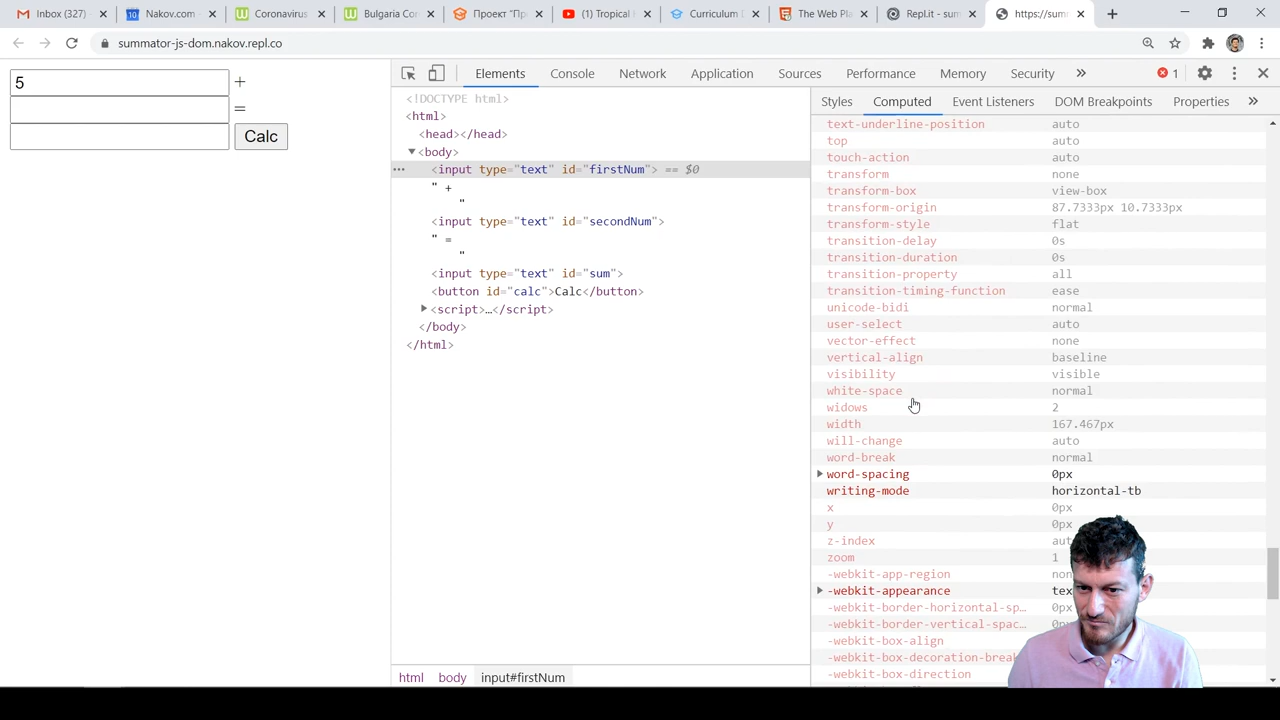 Inbox (327)
10 Nakov.com
Coronavirus
Bulgaria Co
Проект "Пр
(1) Tropical
Curriculum D
The Web Pla
Repl.it - sum
https://sum
summator-js-dom.nakov.repl.co
5 +
=
Calc
Elements Console Network Application Sources Performance Memory Security » 1
<!DOCTYPE html>
<html>
<head></head>
<body>
<input type="text" id="firstNum"> == $0
" +
"
<input type="text" id="secondNum">
" =
"
<input type="text" id="sum">
<button id="calc">Calc</button>
<script>…</script>
</body>
</html>
html body input#firstNum
Styles Computed Event Listeners DOM Breakpoints Properties »
text-underline-position auto
top auto
touch-action auto
transform none
transform-box view-box
transform-origin 87.7333px 10.7333px
transform-style flat
transition-delay 0s
transition-duration 0s
transition-property all
transition-timing-function ease
unicode-bidi normal
user-select auto
vector-effect none
vertical-align baseline
visibility visible
white-space normal
widows 2
width 167.467px
will-change auto
word-break normal
word-spacing 0px
writing-mode horizontal-tb
x 0px
y 0px
z-index
zoom 1
-webkit-app-region
-webkit-appearance
-webkit-border-horizontal-sp… 0px
-webkit-border-vertical-spac…
-webkit-box-align
-webkit-box-decoration-break
-webkit-box-direction